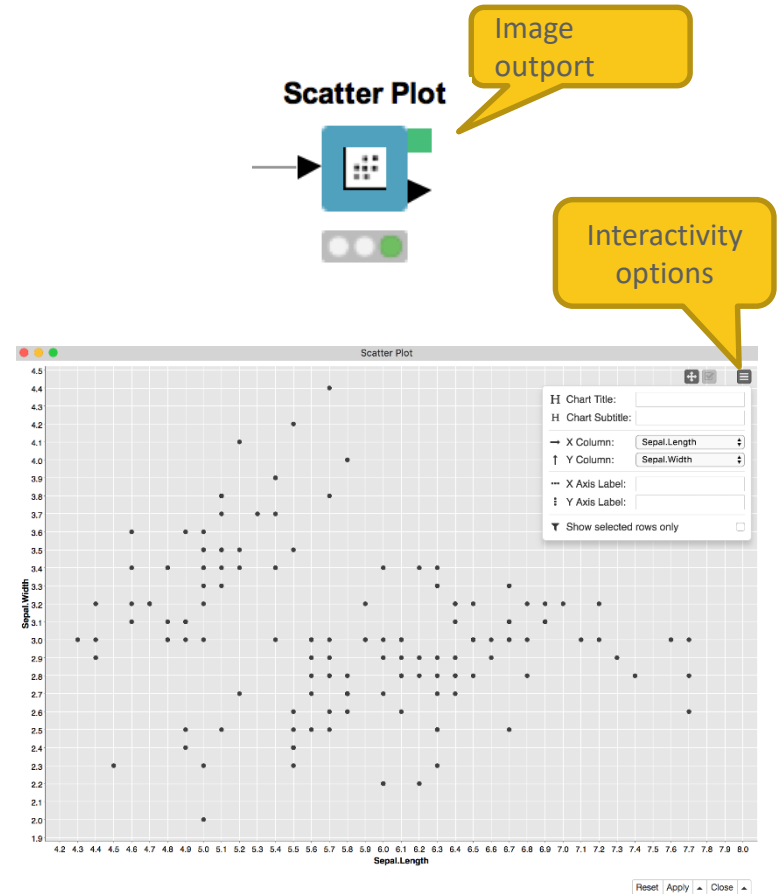 Image
outport
Scatter Plot
Interactivity
options
Scatter Plot
H Chart Title:
H Chart Subtitle:
→ X Column: Sepal.Length
↑ Y Column: Sepal.Width
X Axis Label:
Y Axis Label:
Show selected rows only
4.5
4.4
4.3
4.2
4.1
4.0
3.9
3.8
3.7
3.6
3.5
3.4
3.3
3.2
3.1
3.0
2.9
2.8
2.7
2.6
2.5
2.4
2.3
2.2
2.1
2.0
1.9
Sepal.Width
4.2 4.3 4.4 4.5 4.6 4.7 4.8 4.9 5.0 5.1 5.2 5.3 5.4 5.5 5.6 5.7 5.8 5.9 6.0 6.1 6.2 6.3 6.4 6.5 6.6 6.7 6.8 6.9 7.0 7.1 7.2 7.3 7.4 7.5 7.6 7.7 7.8 7.9 8.0
Sepal.Length
Reset Apply Close